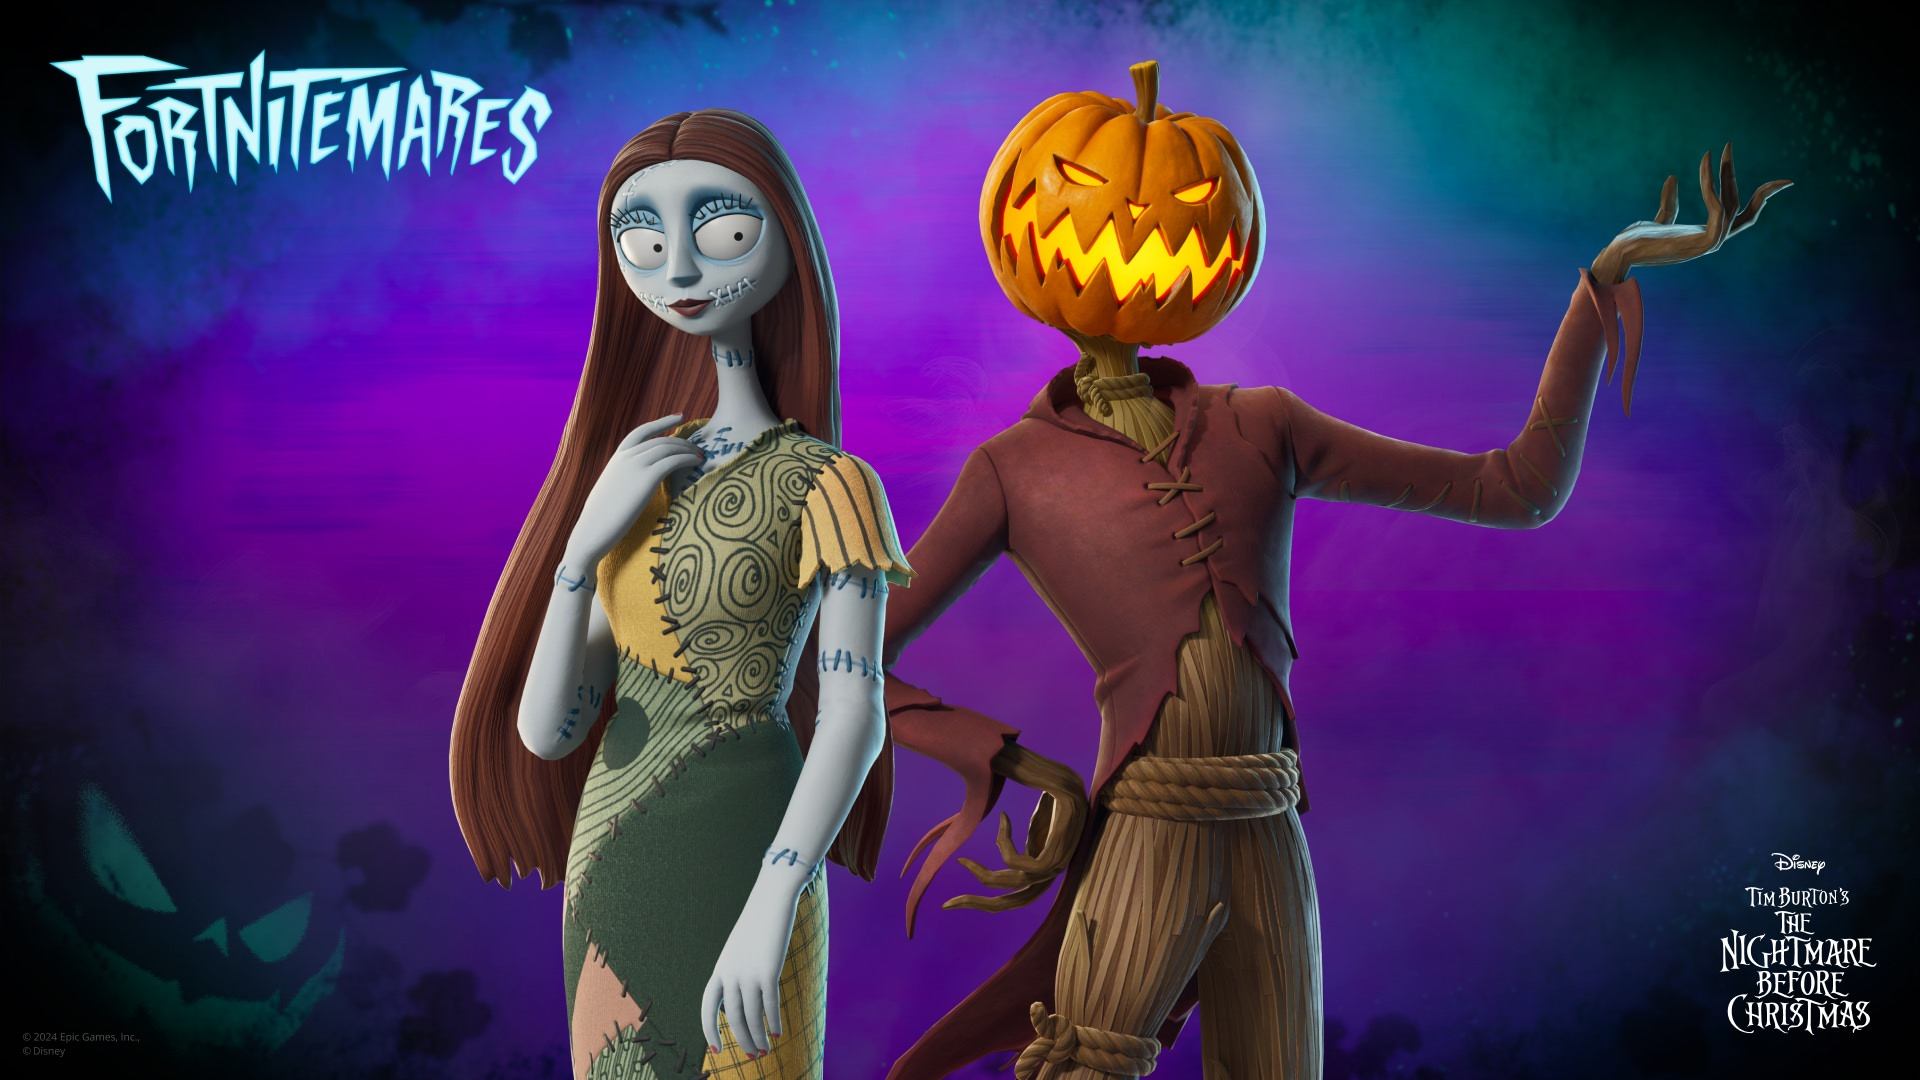 FORTNITEMARES
DISNEY
TIM BURTON'S
THE
NIGHTMARE
BEFORE
CHRISTMAS
© 2024 Epic Games, Inc.,
© Disney